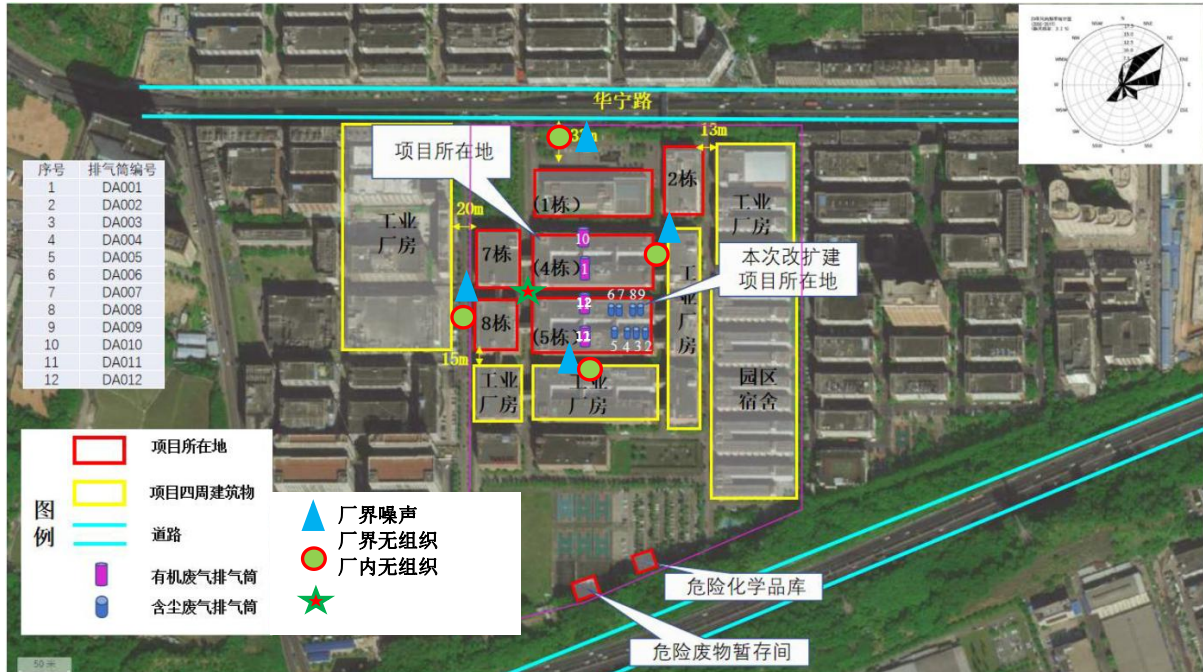 华宁路
项目所在地
(1栋)
2栋
13m
工业
厂房
20m
工业
厂房
7栋
(4栋)
10
1
工
业
厂
房
本次改扩建
项目所在地
8栋
(5栋)
12
11
6 7 8 9
5 4 3 2
15m
工业
厂房
工业
厂房
园区
宿舍
序号 排气筒编号
1 DA001
2 DA002
3 DA003
4 DA004
5 DA005
6 DA006
7 DA007
8 DA008
9 DA009
10 DA010
11 DA011
12 DA012
图
例
项目所在地
项目四周建筑物
道路
有机废气排气筒
含尘废气排气筒
厂界噪声
厂界无组织
厂内无组织
危险化学品库
危险废物暂存间
50 米